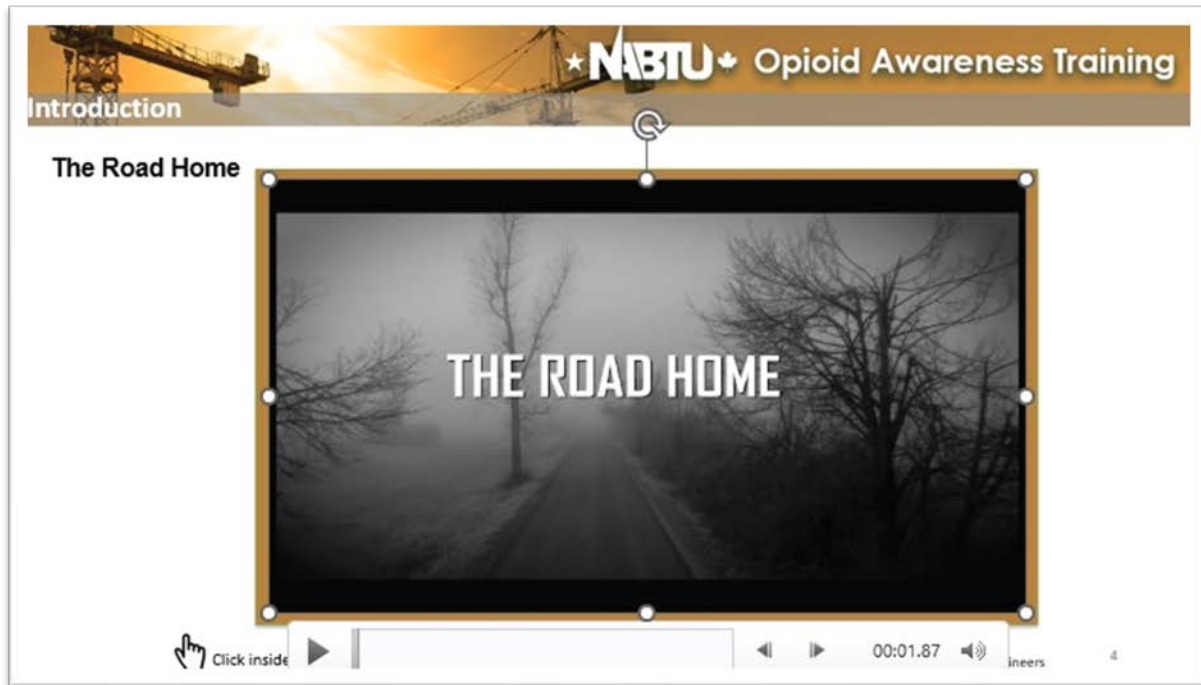 NABTU Opioid Awareness Training
Introduction
The Road Home
THE ROAD HOME
Click inside
00:01.87
ineers
4